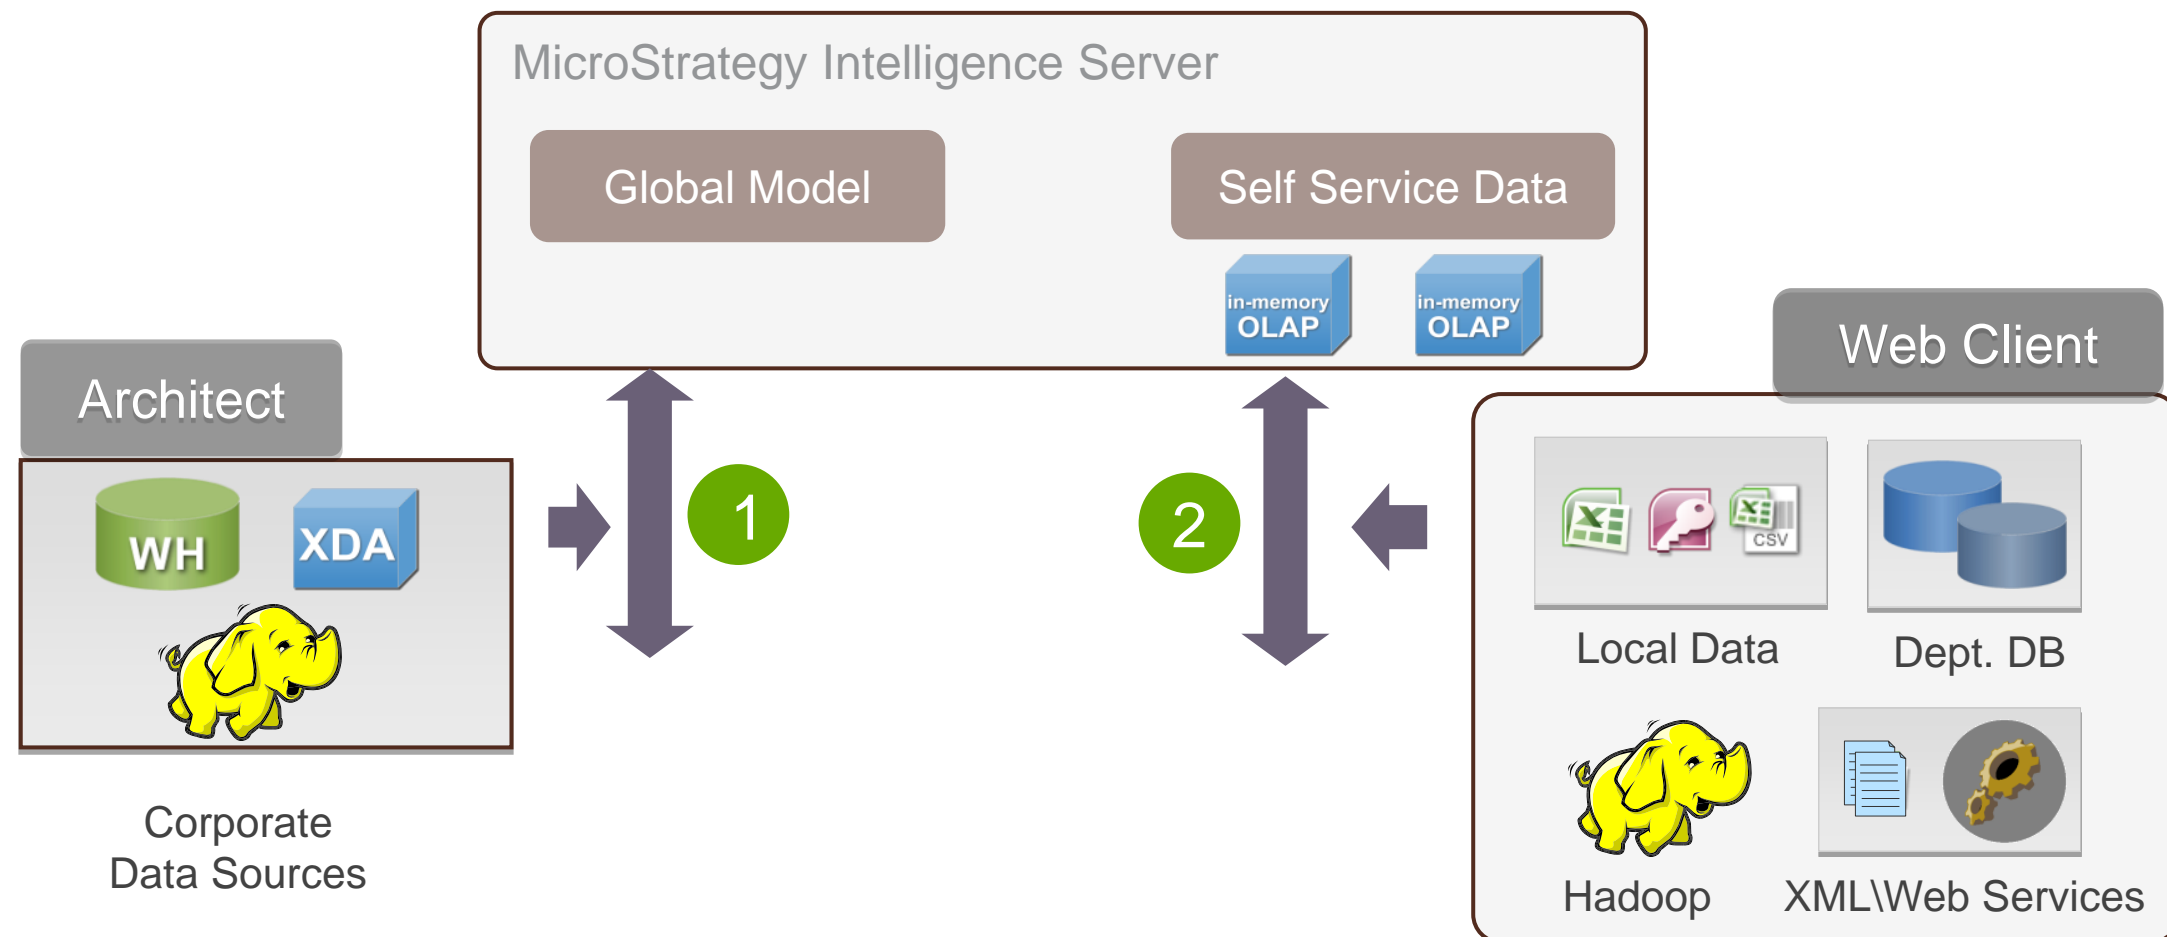 MicroStrategy Intelligence Server
Global Model
Self Service Data
in-memory
OLAP
in-memory
OLAP
Architect
WH
XDA
Corporate
Data Sources
1
2
Web Client
CSV
Local Data
Dept. DB
Hadoop
XML\Web Services